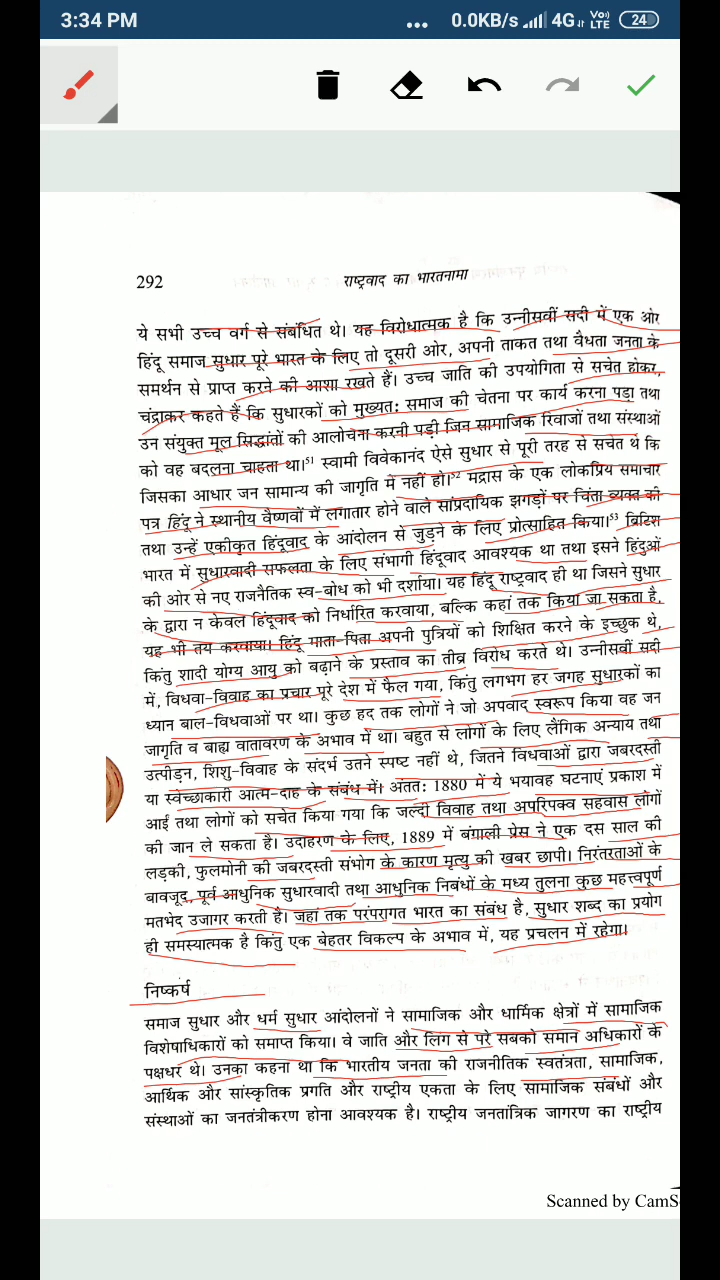 3:34 PM
... 0.0KB/s 4G Vo) LTE 24
292 राष्ट्रवाद का भारतनामा
ये सभी उच्च वर्ग से संबंधित थे। यह विरोधात्मक है कि उन्नीसवीं सदी में एक ओर
हिंदू समाज सुधार पूरे भारत के लिए तो दूसरी ओर, अपनी ताकत तथा वैधता जनता के
समर्थन से प्राप्त करने की आशा रखते हैं। उच्च जाति की उपयोगिता से सचेत होकर,
चंद्राकर कहते हैं कि सुधारकों को मुख्यत: समाज की चेतना पर कार्य करना पड़ा तथा
उन संयुक्त मूल सिद्धांतों की आलोचना करनी पड़ी जिन सामाजिक रिवाजों तथा संस्थाओं
को वह बदलना चाहता था।⁵¹ स्वामी विवेकानंद ऐसे सुधार से पूरी तरह से सचेत थे कि
जिसका आधार जन सामान्य की जागृति में नहीं हो।⁵² मद्रास के एक लोकप्रिय समाचार
पत्र हिंदू ने स्थानीय वैष्णवों में लगातार होने वाले सांप्रदायिक झगड़ों पर चिंता व्यक्त की
तथा उन्हें एकीकृत हिंदूवाद के आंदोलन से जुड़ने के लिए प्रोत्साहित किया।⁵³ ब्रिटिश
भारत में सुधारवादी सफलता के लिए संभागी हिंदूवाद आवश्यक था तथा इसने हिंदुओं
की ओर से नए राजनैतिक स्व-बोध को भी दर्शाया। यह हिंदू राष्ट्रवाद ही था जिसने सुधार
के द्वारा न केवल हिंदूवाद को निर्धारित करवाया, बल्कि कहां तक किया जा सकता है,
यह भी तय करवाया। हिंदू माता-पिता अपनी पुत्रियों को शिक्षित करने के इच्छुक थे,
किंतु शादी योग्य आयु को बढ़ाने के प्रस्ताव का तीव्र विरोध करते थे। उन्नीसवीं सदी
में, विधवा-विवाह का प्रचार पूरे देश में फैल गया, किंतु लगभग हर जगह सुधारकों का
ध्यान बाल-विधवाओं पर था। कुछ हद तक लोगों ने जो अपवाद स्वरूप किया वह जन
जागृति व बाह्य वातावरण के अभाव में था। बहुत से लोगों के लिए लैंगिक अन्याय तथा
उत्पीड़न, शिशु-विवाह के संदर्भ उतने स्पष्ट नहीं थे, जितने विधवाओं द्वारा जबरदस्ती
या स्वेच्छाकारी आत्म-दाह के संबंध में। अंतत: 1880 में ये भयावह घटनाएं प्रकाश में
आईं तथा लोगों को सचेत किया गया कि जल्दी विवाह तथा अपरिपक्व सहवास लोगों
की जान ले सकता है। उदाहरण के लिए, 1889 में बंगाली प्रेस ने एक दस साल की
लड़की, फुलमोनी की जबरदस्ती संभोग के कारण मृत्यु की खबर छापी। निरंतरताओं के
बावजूद, पूर्व आधुनिक सुधारवादी तथा आधुनिक निबंधों के मध्य तुलना कुछ महत्त्वपूर्ण
मतभेद उजागर करती है। जहां तक परंपरागत भारत का संबंध है, सुधार शब्द का प्रयोग
ही समस्यात्मक है किंतु एक बेहतर विकल्प के अभाव में, यह प्रचलन में रहेगा।
निष्कर्ष
समाज सुधार और धर्म सुधार आंदोलनों ने सामाजिक और धार्मिक क्षेत्रों में सामाजिक
विशेषाधिकारों को समाप्त किया। वे जाति और लिंग से परे सबको समान अधिकारों के
पक्षधर थे। उनका कहना था कि भारतीय जनता की राजनीतिक स्वतंत्रता, सामाजिक,
आर्थिक और सांस्कृतिक प्रगति और राष्ट्रीय एकता के लिए सामाजिक संबंधों और
संस्थाओं का जनतंत्रीकरण होना आवश्यक है। राष्ट्रीय जनतांत्रिक जागरण का राष्ट्रीय
Scanned by CamS